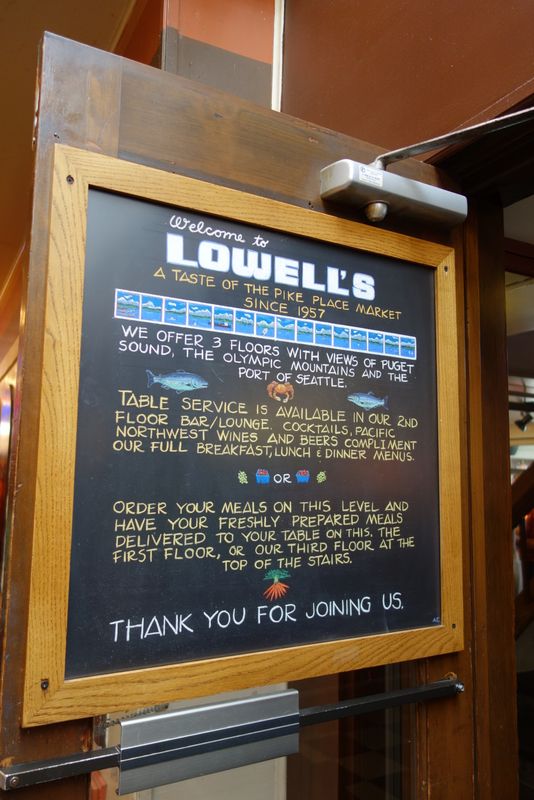 Welcome to
LOWELL'S
A TASTE OF THE PIKE PLACE MARKET
SINCE 1957
WE OFFER 3 FLOORS WITH VIEWS OF PUGET
SOUND, THE OLYMPIC MOUNTAINS AND THE
PORT OF SEATTLE.
TABLE SERVICE IS AVAILABLE IN OUR 2ND
FLOOR BAR/LOUNGE. COCKTAILS, PACIFIC
NORTHWEST WINES AND BEERS COMPLIMENT
OUR FULL BREAKFAST, LUNCH & DINNER MENUS.
OR
ORDER YOUR MEALS ON THIS LEVEL AND
HAVE YOUR FRESHLY PREPARED MEALS
DELIVERED TO YOUR TABLE ON THIS. THE
FIRST FLOOR, OR OUR THIRD FLOOR AT THE
TOP OF THE STAIRS.
THANK YOU FOR JOINING US.